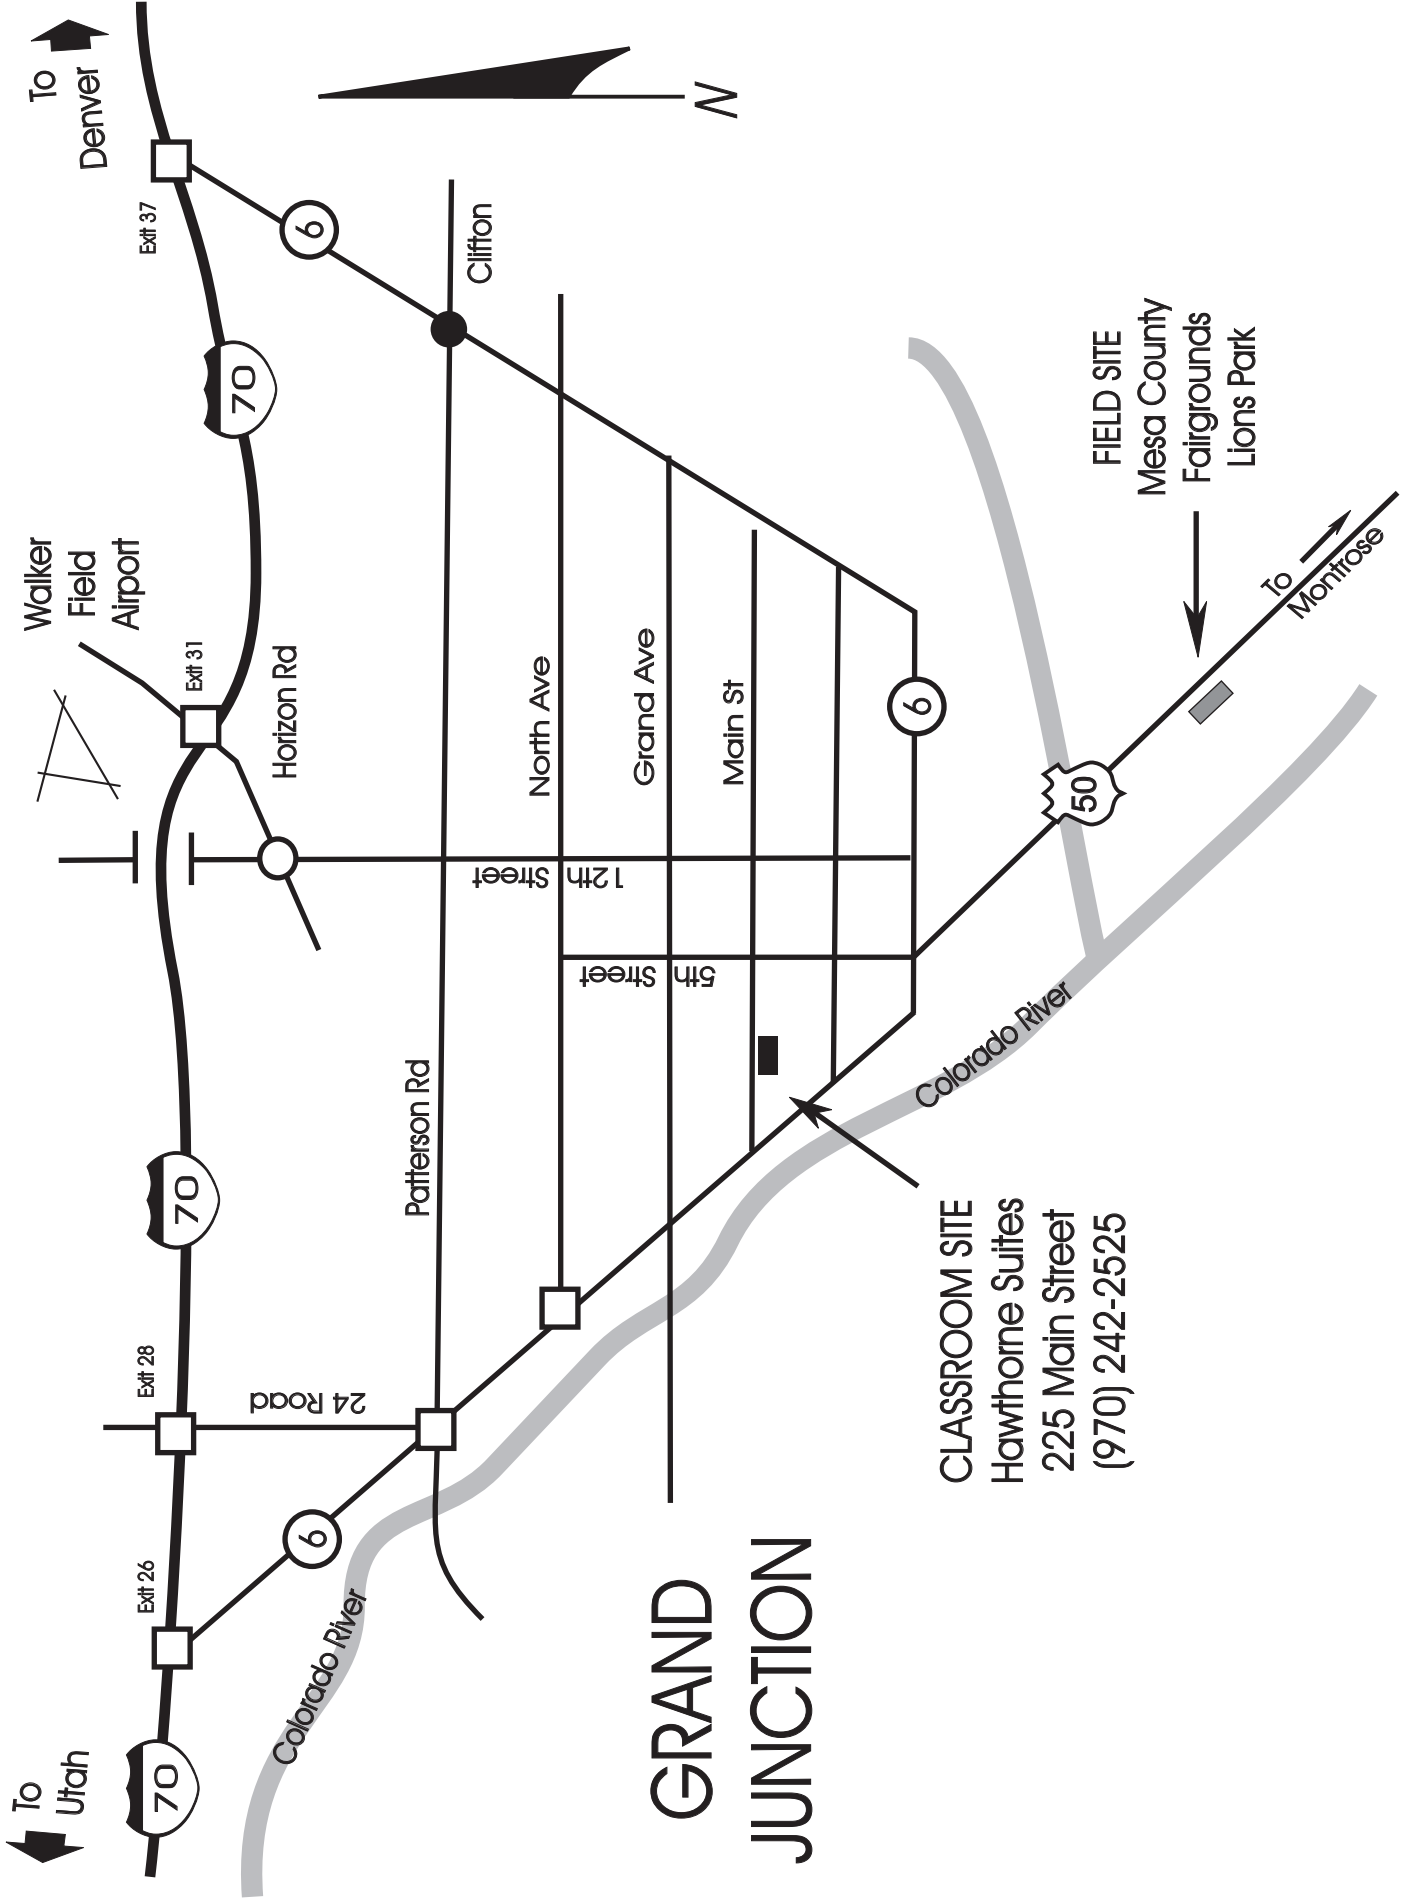 To
Utah
70
Exit 26
6
Exit 28
24 Road
70
Patterson Rd
Walker
Field
Airport
Exit 31
Horizon Rd
12th
Street
5th
Street
North Ave
Grand Ave
Main St
70
Exit 37
6
Clifton
To
Denver
N
6
50
To
Montrose
FIELD SITE
Mesa County
Fairgrounds
Lions Park
Colorado River
Colorado River
CLASSROOM SITE
Hawthorne Suites
225 Main Street
(970) 242-2525
GRAND
JUNCTION